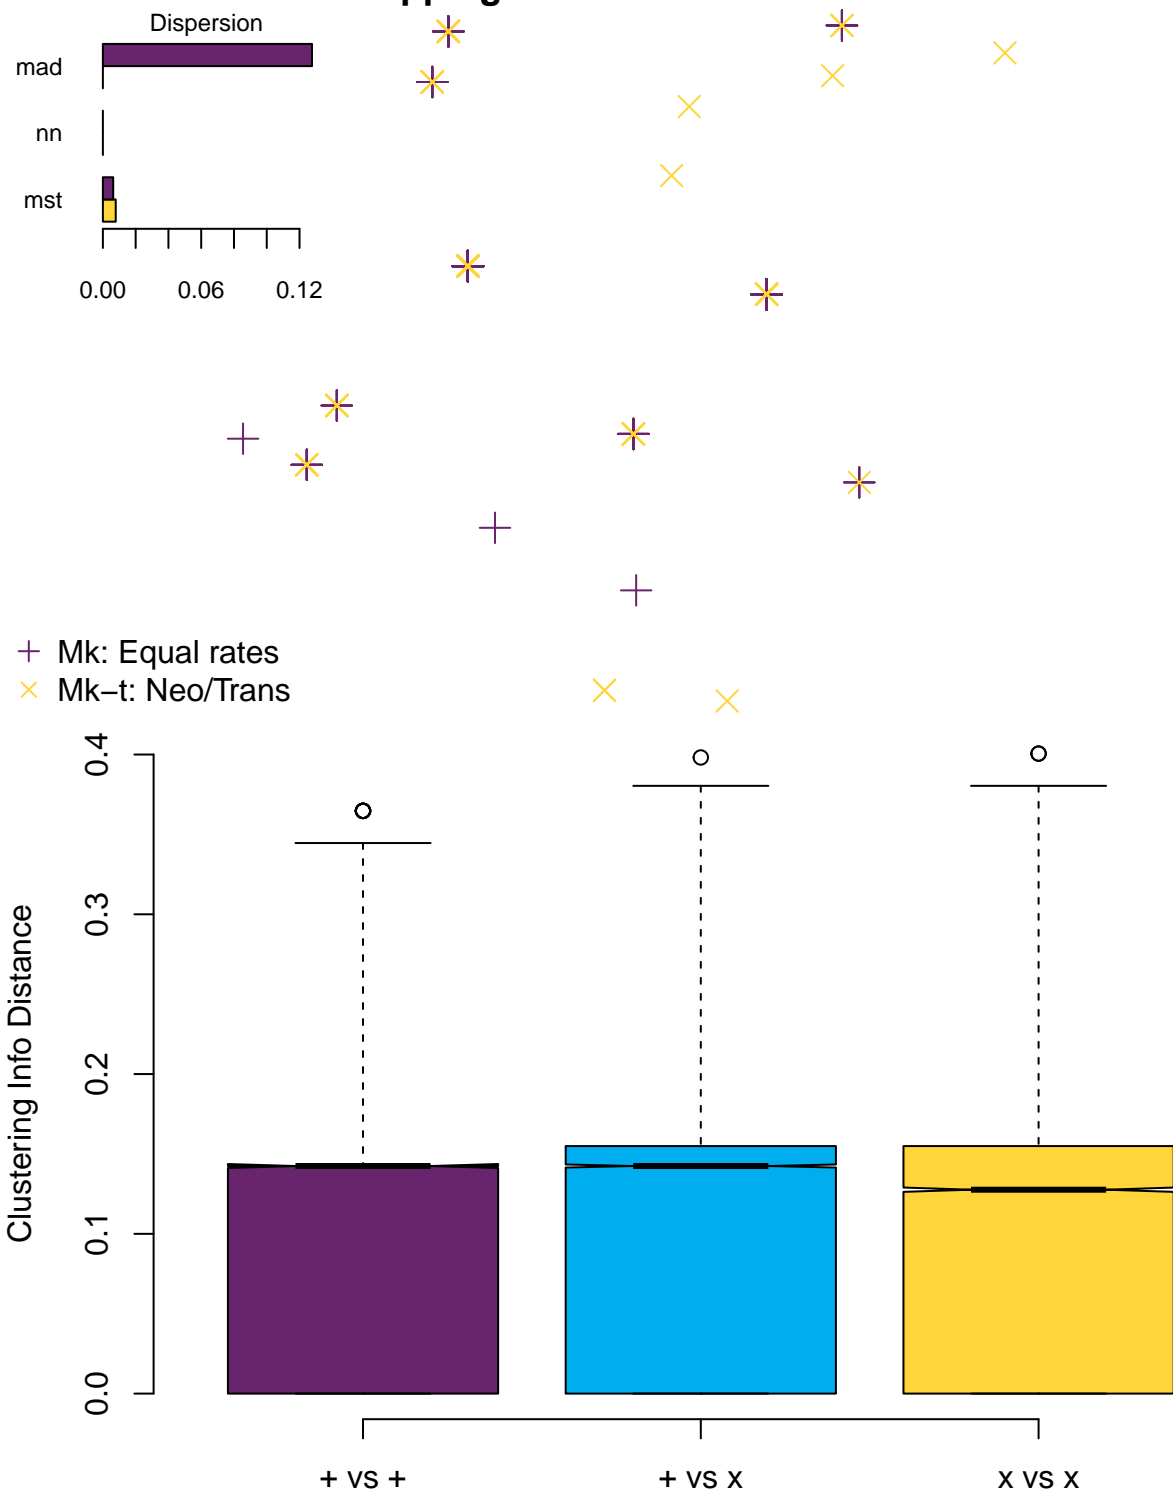 Dispersion
mad
nn
mst
0.00 0.06 0.12
+ Mk: Equal rates
× Mk−t: Neo/Trans
Clustering Info Distance
0.4
0.3
0.2
0.1
0.0
+ vs + + vs x x vs x